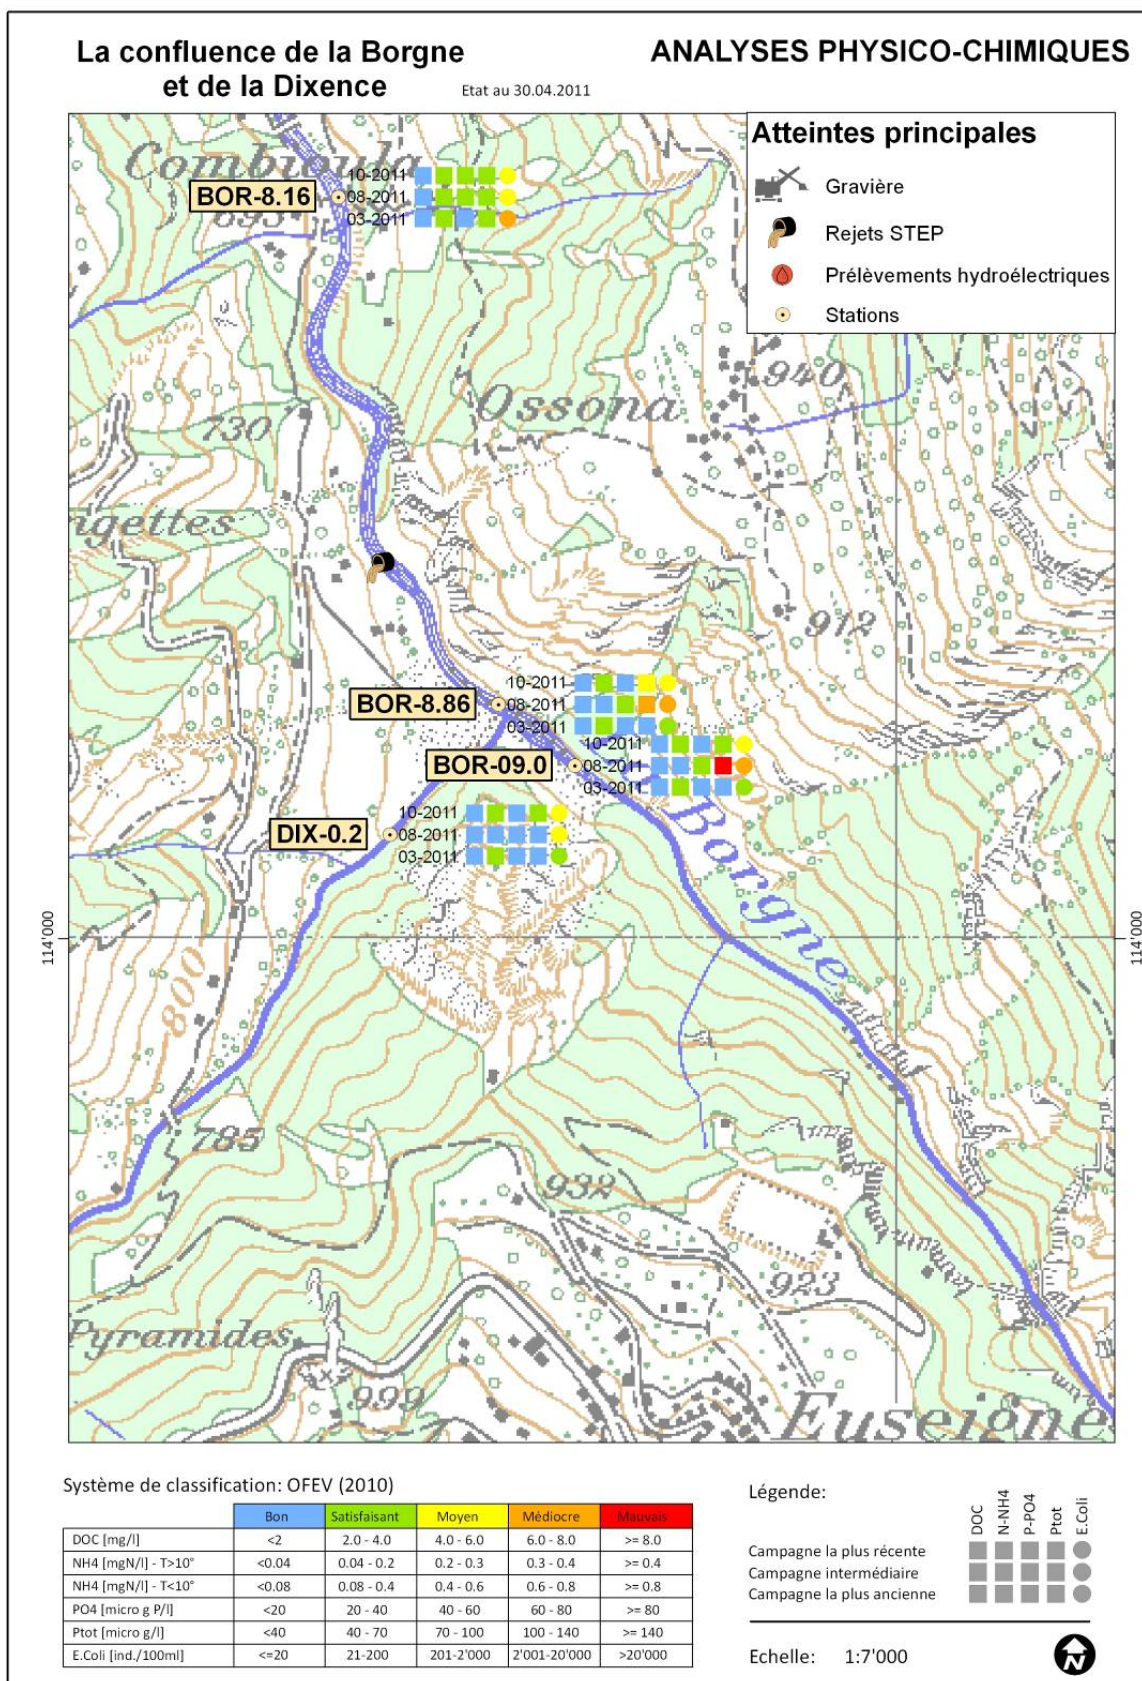 La confluence de la Borgne
et de la Dixence
Etat au 30.04.2011
ANALYSES PHYSICO-CHIMIQUES
Atteintes principales
Gravière
Rejets STEP
Prélèvements hydroélectriques
Stations
Combioula
BOR-8.16
10-2011
08-2011
03-2011
693
940
Ossona
730
ngettes
912
BOR-8.86
10-2011
08-2011
03-2011
BOR-09.0
10-2011
08-2011
03-2011
DIX-0.2
10-2011
08-2011
03-2011
Borgne
114'000
114'000
800
785
932
923
Pyramides
999
Euseigne
Système de classification: OFEV (2010)
Bon Satisfaisant Moyen Médiocre Mauvais
DOC [mg/l] <2 2.0 - 4.0 4.0 - 6.0 6.0 - 8.0 >= 8.0
NH4 [mgN/l] - T>10° <0.04 0.04 - 0.2 0.2 - 0.3 0.3 - 0.4 >= 0.4
NH4 [mgN/l] - T<10° <0.08 0.08 - 0.4 0.4 - 0.6 0.6 - 0.8 >= 0.8
PO4 [micro g P/l] <20 20 - 40 40 - 60 60 - 80 >= 80
Ptot [micro g/l] <40 40 - 70 70 - 100 100 - 140 >= 140
E.Coli [ind./100ml] <=20 21-200 201-2'000 2'001-20'000 >20'000
Légende:
DOC N-NH4 P-PO4 Ptot E.Coli
Campagne la plus récente
Campagne intermédiaire
Campagne la plus ancienne
Echelle: 1:7'000
N